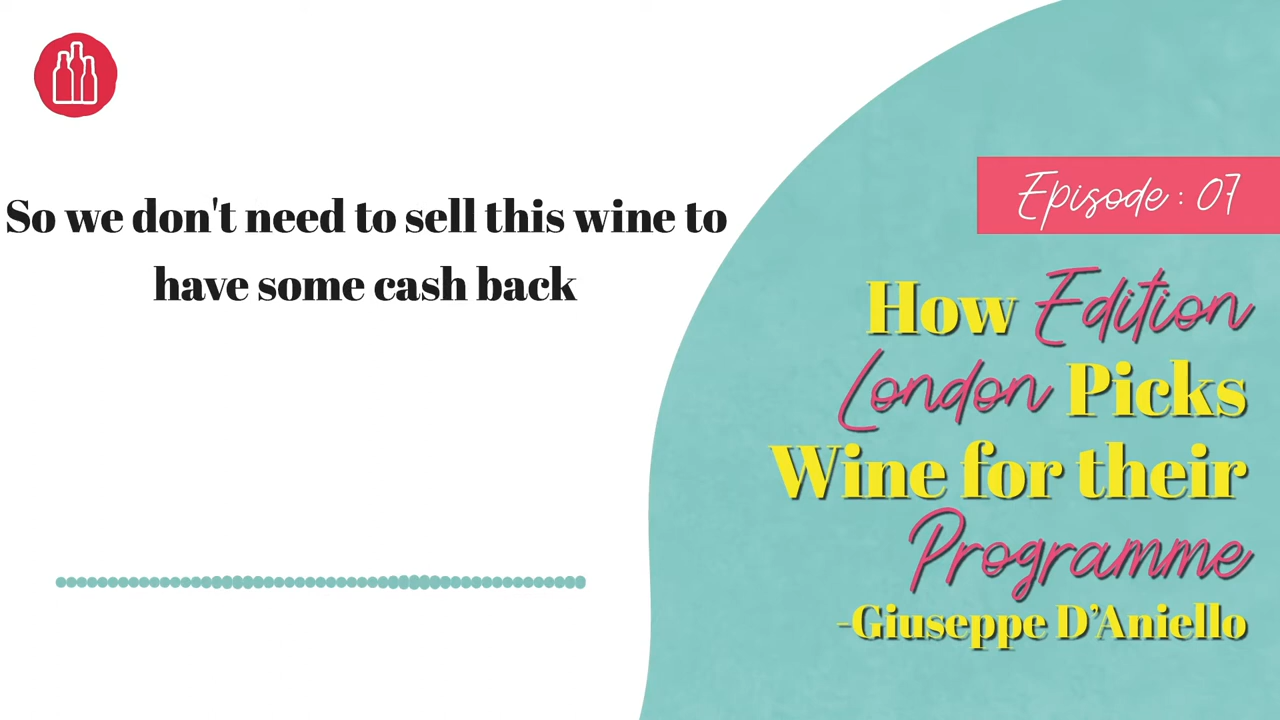 So we don't need to sell this wine to
have some cash back
Episode : 07
How Edition
London Picks
Wine for their
Programme
-Giuseppe D’Aniello